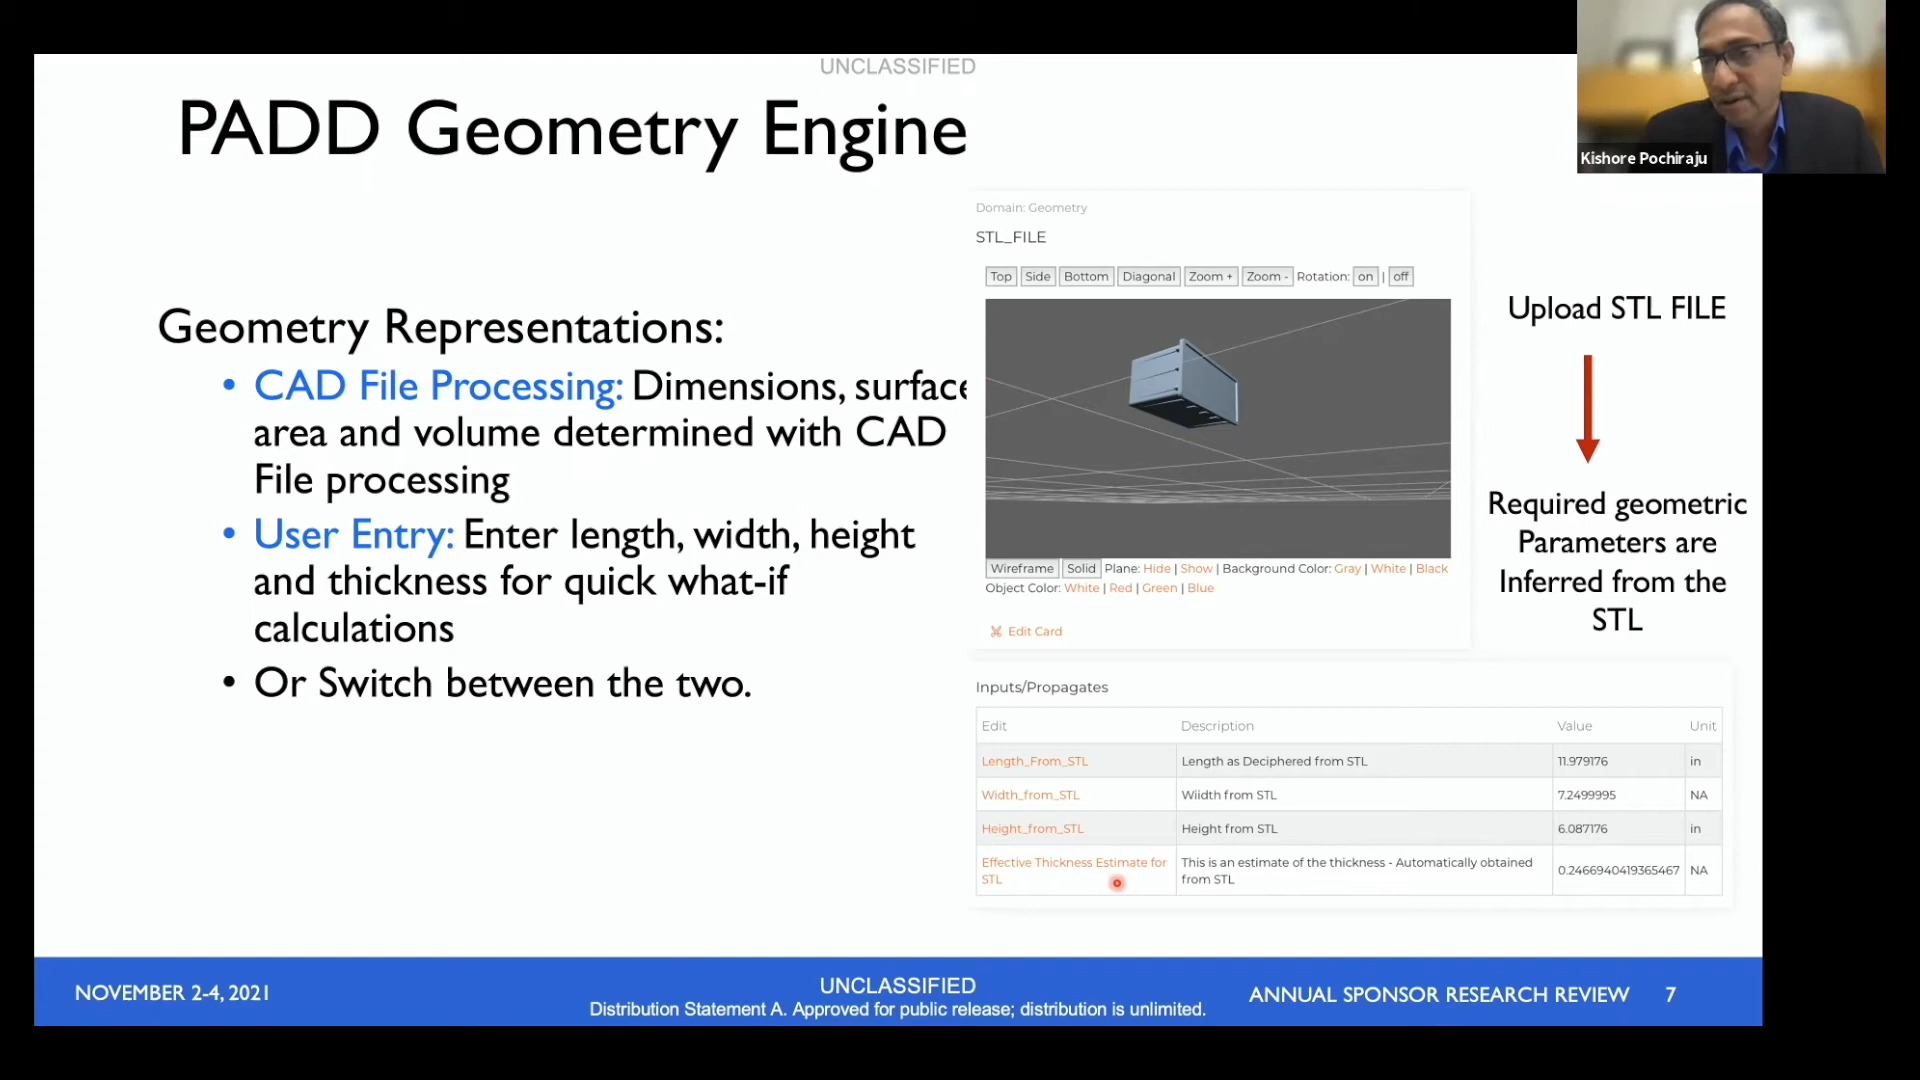 UNCLASSIFIED
PADD Geometry Engine
Kishore Pochiraju
Geometry Representations:
• CAD File Processing: Dimensions, surface
area and volume determined with CAD
File processing
• User Entry: Enter length, width, height
and thickness for quick what-if
calculations
• Or Switch between the two.
Domain: Geometry
STL_FILE
Top Side Bottom Diagonal Zoom + Zoom - Rotation: on | off
Wireframe Solid Plane: Hide | Show | Background Color: Gray | White | Black
Object Color: White | Red | Green | Blue
Edit Card
Upload STL FILE
Required geometric
Parameters are
Inferred from the
STL
Inputs/Propagates
Edit Description Value Unit
Length_From_STL Length as Deciphered from STL 11.979176 in
Width_from_STL Wiidth from STL 7.2499995 NA
Height_from_STL Height from STL 6.087176 in
Effective Thickness Estimate for STL This is an estimate of the thickness - Automatically obtained from STL 0.2466940419365467 NA
NOVEMBER 2-4, 2021
UNCLASSIFIED
Distribution Statement A. Approved for public release; distribution is unlimited.
ANNUAL SPONSOR RESEARCH REVIEW 7